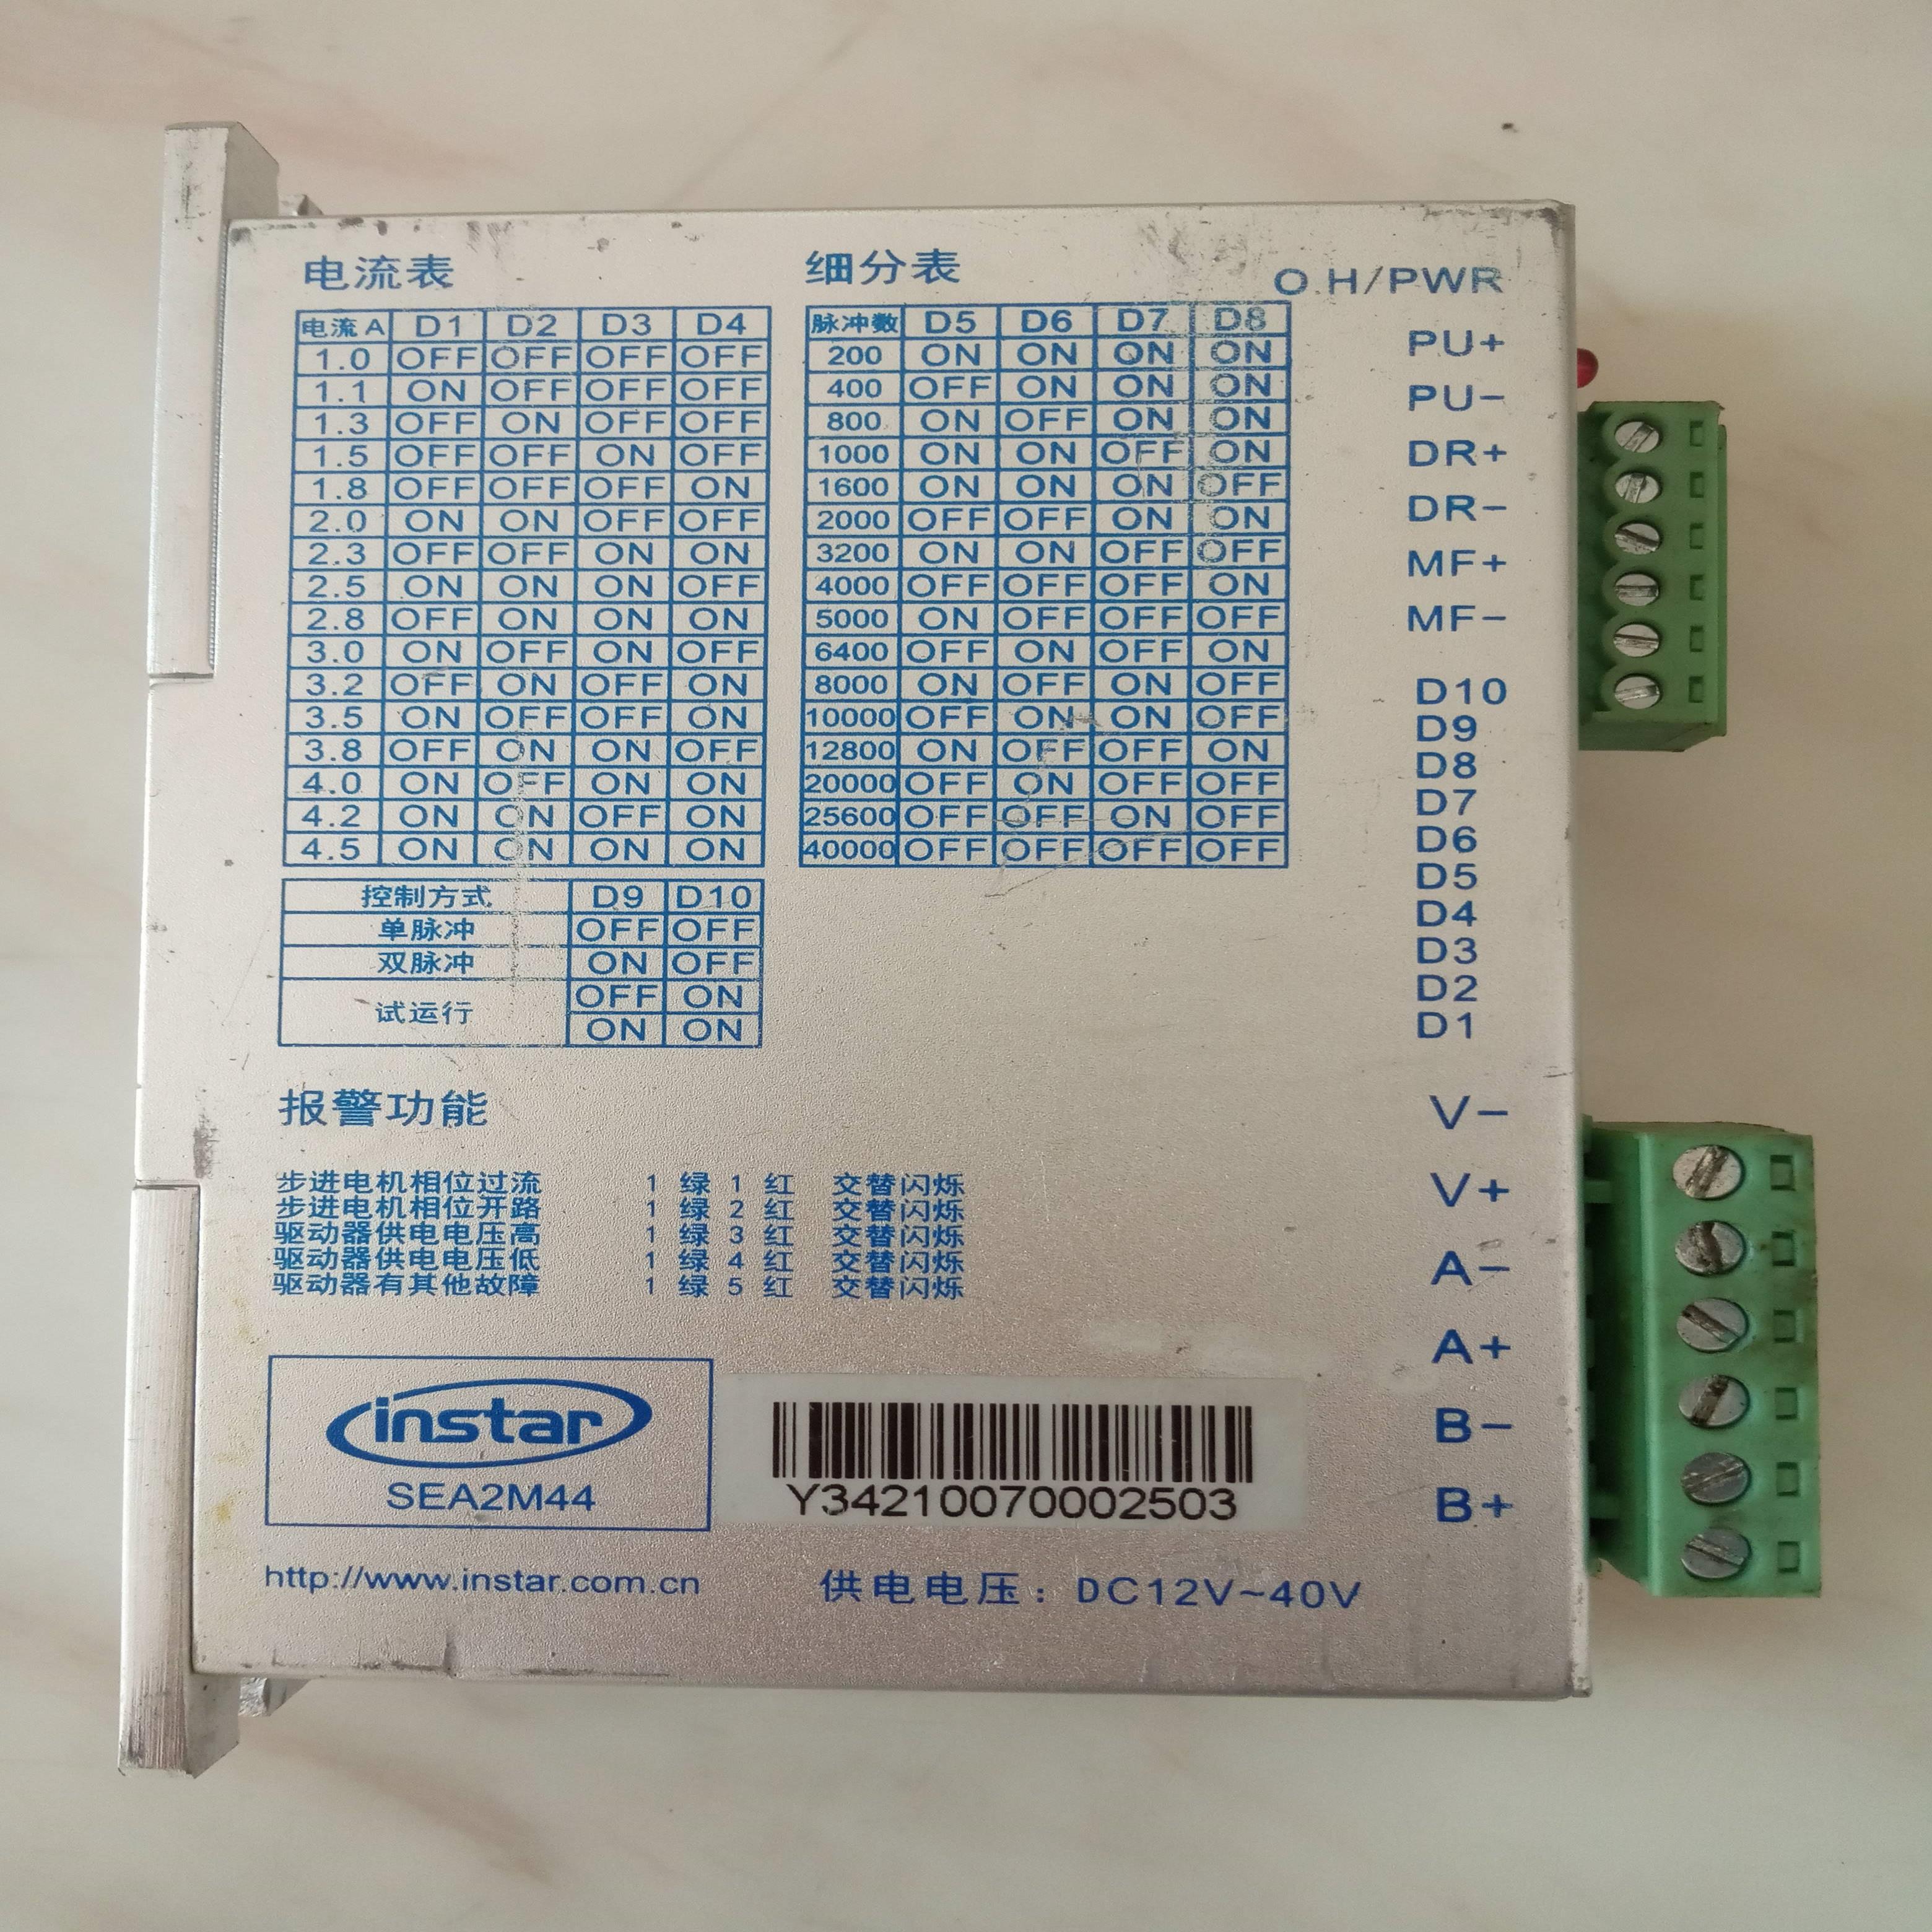 电流表
电流A D1 D2 D3 D4
1.0 OFF OFF OFF OFF
1.1 ON OFF OFF OFF
1.3 OFF ON OFF OFF
1.5 OFF OFF ON OFF
1.8 OFF OFF OFF ON
2.0 ON ON OFF OFF
2.3 OFF OFF ON ON
2.5 ON ON ON OFF
2.8 OFF ON ON ON
3.0 ON OFF ON OFF
3.2 OFF ON OFF ON
3.5 ON OFF OFF ON
3.8 OFF ON ON OFF
4.0 ON OFF ON ON
4.2 ON ON OFF ON
4.5 ON ON ON ON
细分表
脉冲数 D5 D6 D7 D8
200 ON ON ON ON
400 OFF ON ON ON
800 ON OFF ON ON
1000 ON ON OFF ON
1600 ON ON ON OFF
2000 OFF OFF ON ON
3200 ON ON OFF OFF
4000 OFF OFF OFF ON
5000 ON OFF OFF OFF
6400 OFF ON OFF ON
8000 ON OFF ON OFF
10000 OFF ON ON OFF
12800 ON OFF OFF ON
20000 OFF ON OFF OFF
25600 OFF OFF ON OFF
40000 OFF OFF OFF OFF
控制方式 D9 D10
单脉冲 OFF OFF
双脉冲 ON OFF
试运行 OFF ON
ON ON
O.H/PWR
PU+
PU-
DR+
DR-
MF+
MF-
D10
D9
D8
D7
D6
D5
D4
D3
D2
D1
V-
V+
A-
A+
B-
B+
报警功能
步进电机相位过流 1 绿 1 红 交替闪烁
步进电机相位开路 1 绿 2 红 交替闪烁
驱动器供电电压高 1 绿 3 红 交替闪烁
驱动器供电电压低 1 绿 4 红 交替闪烁
驱动器有其他故障 1 绿 5 红 交替闪烁
instar
SEA2M44
Y34210070002503
http://www.instar.com.cn
供电电压：DC12V~40V